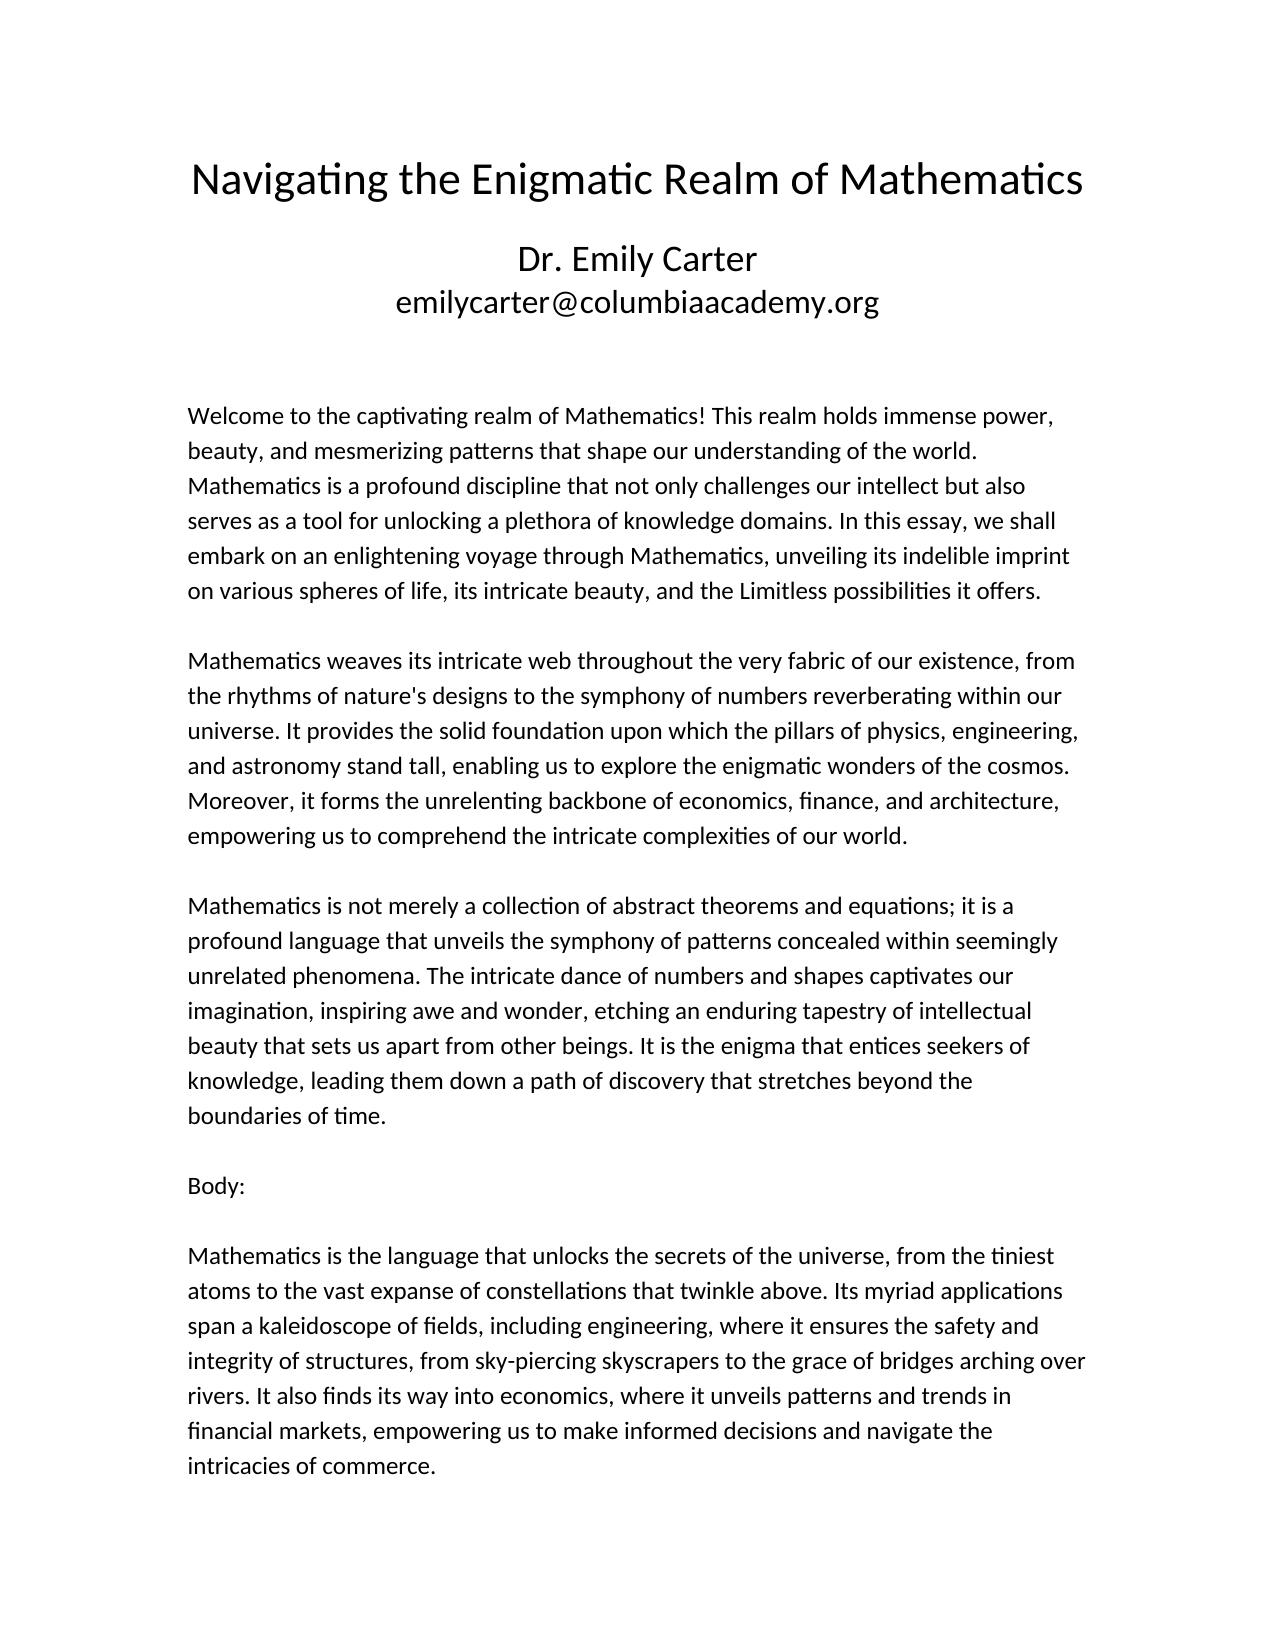 Navigating the Enigmatic Realm of Mathematics
Dr. Emily Carter
emilycarter@columbiaacademy.org
Welcome to the captivating realm of Mathematics! This realm holds immense power,
beauty, and mesmerizing patterns that shape our understanding of the world.
Mathematics is a profound discipline that not only challenges our intellect but also
serves as a tool for unlocking a plethora of knowledge domains. In this essay, we shall
embark on an enlightening voyage through Mathematics, unveiling its indelible imprint
on various spheres of life, its intricate beauty, and the Limitless possibilities it offers.
Mathematics weaves its intricate web throughout the very fabric of our existence, from
the rhythms of nature's designs to the symphony of numbers reverberating within our
universe. It provides the solid foundation upon which the pillars of physics, engineering,
and astronomy stand tall, enabling us to explore the enigmatic wonders of the cosmos.
Moreover, it forms the unrelenting backbone of economics, finance, and architecture,
empowering us to comprehend the intricate complexities of our world.
Mathematics is not merely a collection of abstract theorems and equations; it is a
profound language that unveils the symphony of patterns concealed within seemingly
unrelated phenomena. The intricate dance of numbers and shapes captivates our
imagination, inspiring awe and wonder, etching an enduring tapestry of intellectual
beauty that sets us apart from other beings. It is the enigma that entices seekers of
knowledge, leading them down a path of discovery that stretches beyond the
boundaries of time.
Body:
Mathematics is the language that unlocks the secrets of the universe, from the tiniest
atoms to the vast expanse of constellations that twinkle above. Its myriad applications
span a kaleidoscope of fields, including engineering, where it ensures the safety and
integrity of structures, from sky-piercing skyscrapers to the grace of bridges arching over
rivers. It also finds its way into economics, where it unveils patterns and trends in
financial markets, empowering us to make informed decisions and navigate the
intricacies of commerce.